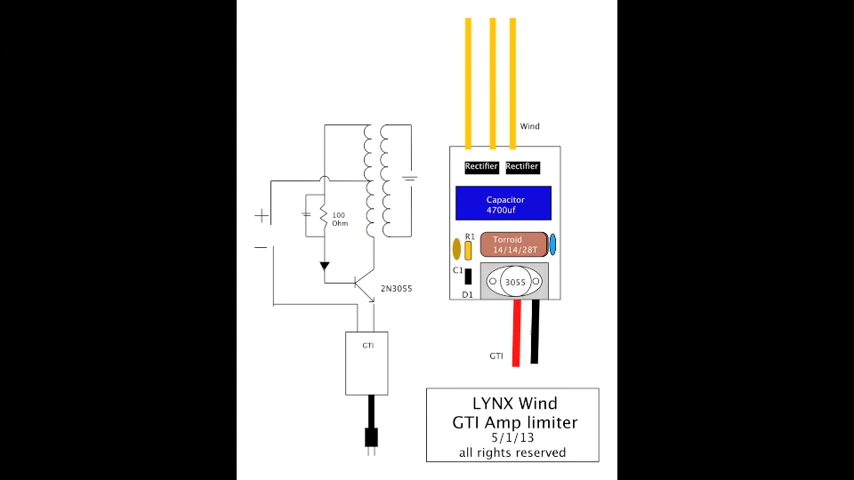 Wind
Rectifier Rectifier
Capacitor
4700uf
100
Ohm
R1
Torroid
14/14/28T
C1
3055
D1
2N3055
GTI
GTI
LYNX Wind
GTI Amp limiter
5/1/13
all rights reserved